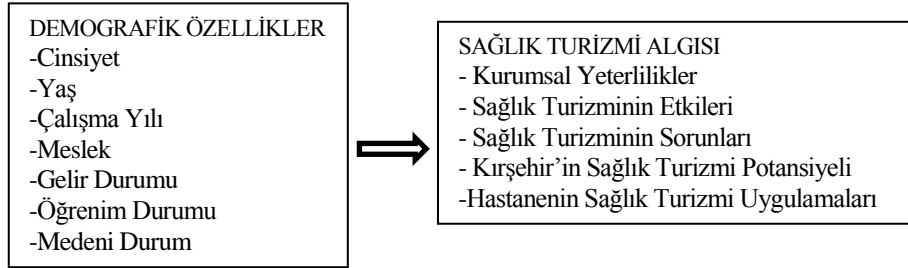 DEMOGRAFİK ÖZELLİKLER
-Cinsiyet
-Yaş
-Çalışma Yılı
-Meslek
-Gelir Durumu
-Öğrenim Durumu
-Medeni Durum
SAĞLIK TURİZMİ ALGISI
- Kurumsal Yeterlilikler
- Sağlık Turizminin Etkileri
- Sağlık Turizminin Sorunları
- Kırşehir’in Sağlık Turizmi Potansiyeli
-Hastanenin Sağlık Turizmi Uygulamaları